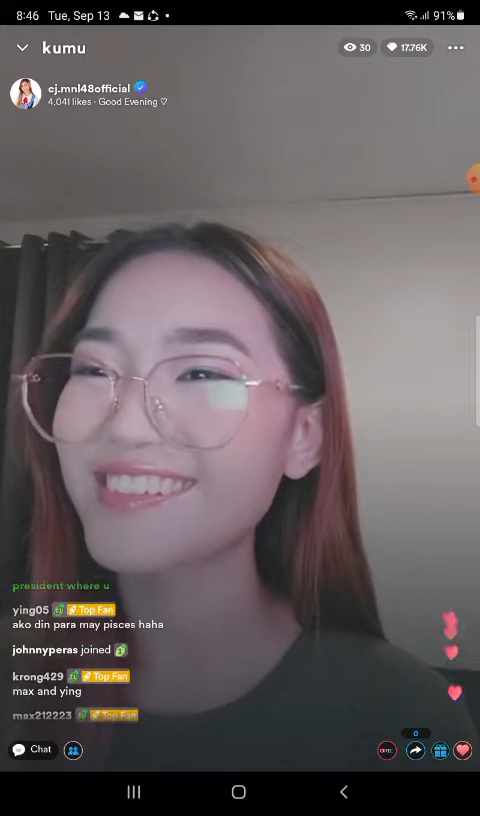 8:46 Tue, Sep 13 91%
kumu 30 17.76K
cj.mnl48official
4,041 likes · Good Evening ♡
president where u
ying05 Top Fan
ako din para may pisces haha
johnnyperas joined
krong429 Top Fan
max and ying
max212223 Top Fan
0
Chat